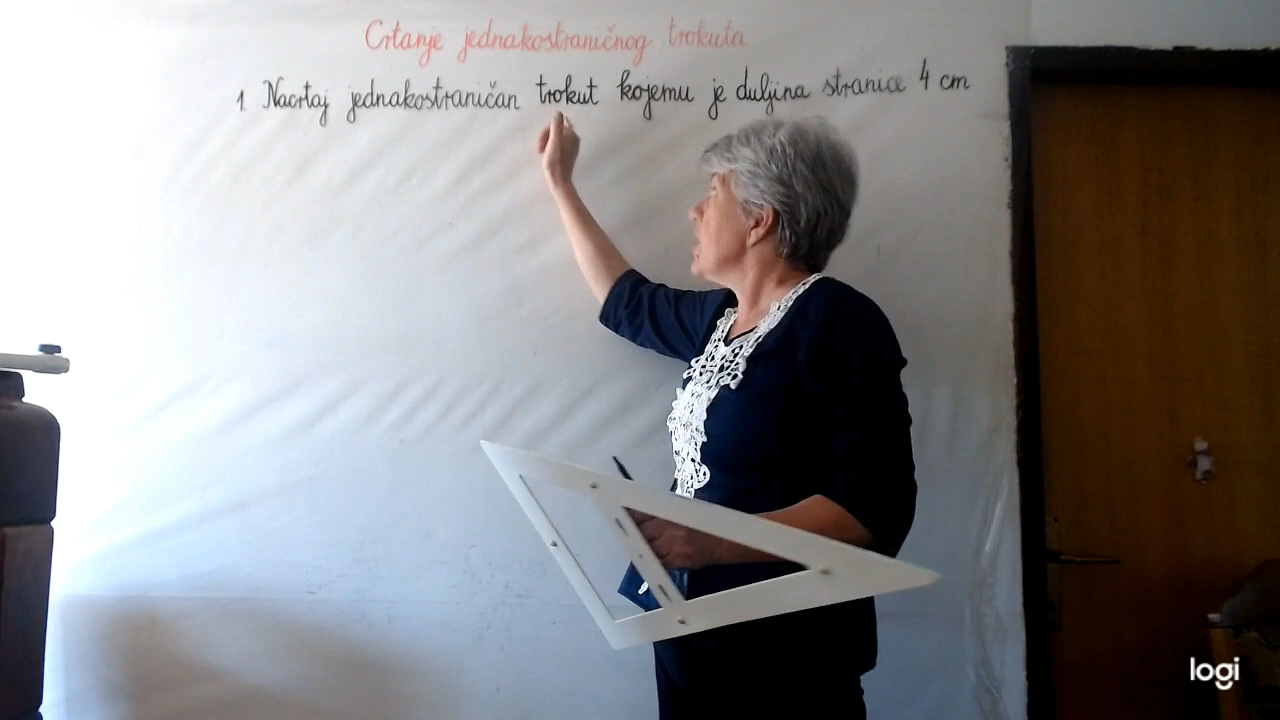 Crtanje jednakostraničnog trokuta
1. Nacrtaj jednakostraničan trokut kojemu je duljina stranice 4 cm
logi